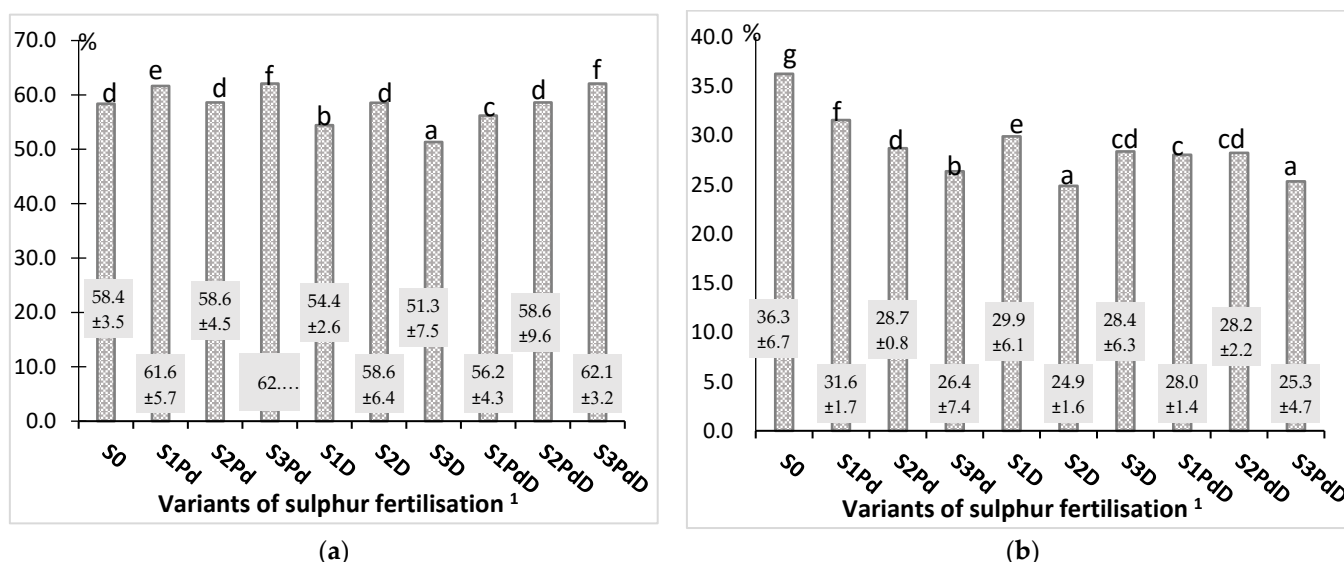 %
70.0
60.0
50.0
40.0
30.0
20.0
10.0
0.0
d
e
d
f
b
d
a
c
d
f
58.4
±3.5
61.6
±5.7
58.6
±4.5
62.…
54.4
±2.6
58.6
±6.4
51.3
±7.5
56.2
±4.3
58.6
±9.6
62.1
±3.2
S0
S1Pd
S2Pd
S3Pd
S1D
S2D
S3D
S1PdD
S2PdD
S3PdD
Variants of sulphur fertilisation ¹
(a)
%
40.0
35.0
30.0
25.0
20.0
15.0
10.0
5.0
0.0
g
f
d
b
e
a
cd
c
cd
a
36.3
±6.7
31.6
±1.7
28.7
±0.8
26.4
±7.4
29.9
±6.1
24.9
±1.6
28.4
±6.3
28.0
±1.4
28.2
±2.2
25.3
±4.7
S0
S1Pd
S2Pd
S3Pd
S1D
S2D
S3D
S1PdD
S2PdD
S3PdD
Variants of sulphur fertilisation ¹
(b)